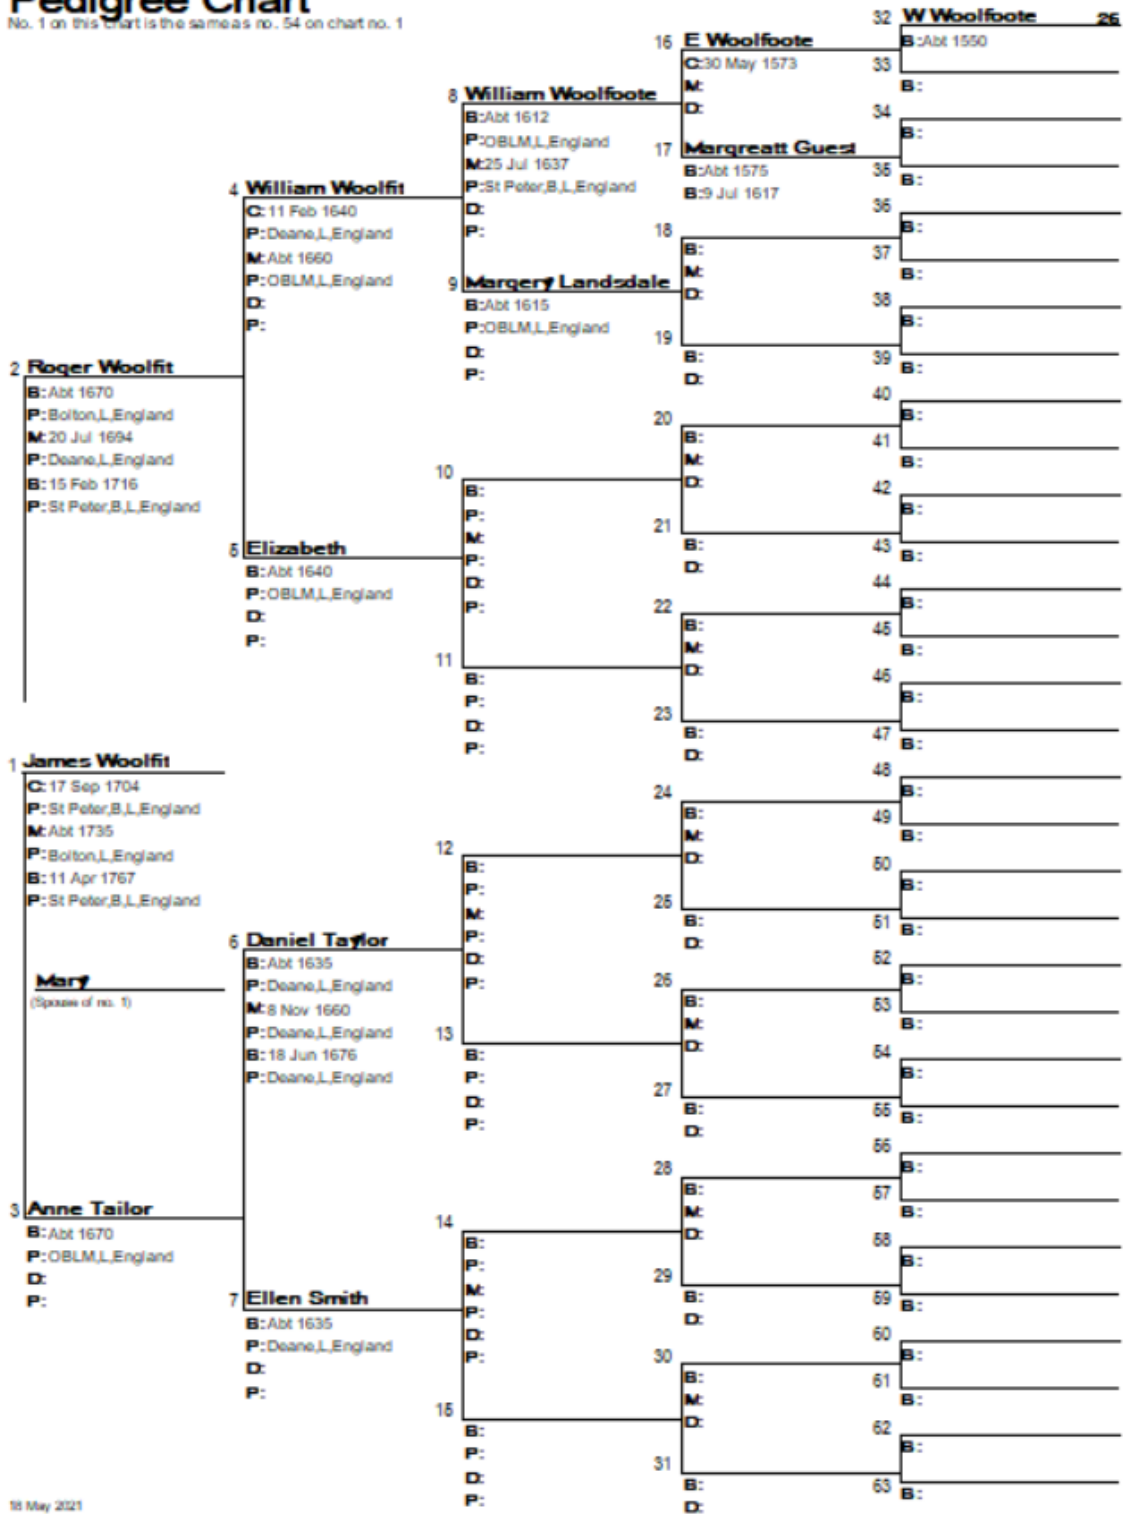 Pedigree Chart
No. 1 on this chart is the same as no. 54 on chart no. 1
32 W Woolfoote 26
B: Abt 1550
33
B:
16 E Woolfoote
C: 30 May 1573
M:
D:
34
B:
35
B:
8 William Woolfoote
B: Abt 1612
P: OBLM,L,England
M: 25 Jul 1637
P: St Peter,B,L,England
D:
P:
17 Margreatt Guest
B: Abt 1575
B: 9 Jul 1617
36
B:
37
B:
4 William Woolfit
C: 11 Feb 1640
P: Deane,L,England
M: Abt 1660
P: OBLM,L,England
D:
P:
18
B:
M:
D:
38
B:
39
B:
9 Margery Landsdale
B: Abt 1615
P: OBLM,L,England
D:
P:
19
B:
D:
2 Roger Woolfit
B: Abt 1670
P: Bolton,L,England
M: 20 Jul 1694
P: Deane,L,England
B: 15 Feb 1716
P: St Peter,B,L,England
40
B:
41
B:
20
B:
M:
D:
42
B:
43
B:
10
B:
P:
M:
P:
D:
P:
21
B:
D:
5 Elizabeth
B: Abt 1640
P: OBLM,L,England
D:
P:
44
B:
45
B:
22
B:
M:
D:
46
B:
47
B:
11
B:
P:
D:
P:
23
B:
D:
1 James Woolfit
C: 17 Sep 1704
P: St Peter,B,L,England
M: Abt 1735
P: Bolton,L,England
B: 11 Apr 1767
P: St Peter,B,L,England
48
B:
49
B:
24
B:
M:
D:
50
B:
51
B:
12
B:
P:
M:
P:
D:
P:
25
B:
D:
6 Daniel Taylor
B: Abt 1635
P: Deane,L,England
M: 8 Nov 1660
P: Deane,L,England
B: 18 Jun 1676
P: Deane,L,England
Mary
(Spouse of no. 1)
52
B:
53
B:
26
B:
M:
D:
54
B:
55
B:
13
B:
P:
D:
P:
27
B:
D:
56
B:
57
B:
28
B:
M:
D:
58
B:
59
B:
3 Anne Tailor
B: Abt 1670
P: OBLM,L,England
D:
P:
14
B:
P:
M:
P:
D:
P:
29
B:
D:
7 Ellen Smith
B: Abt 1635
P: Deane,L,England
D:
P:
60
B:
61
B:
30
B:
M:
D:
62
B:
63
B:
15
B:
P:
D:
P:
31
B:
D:
18 May 2021